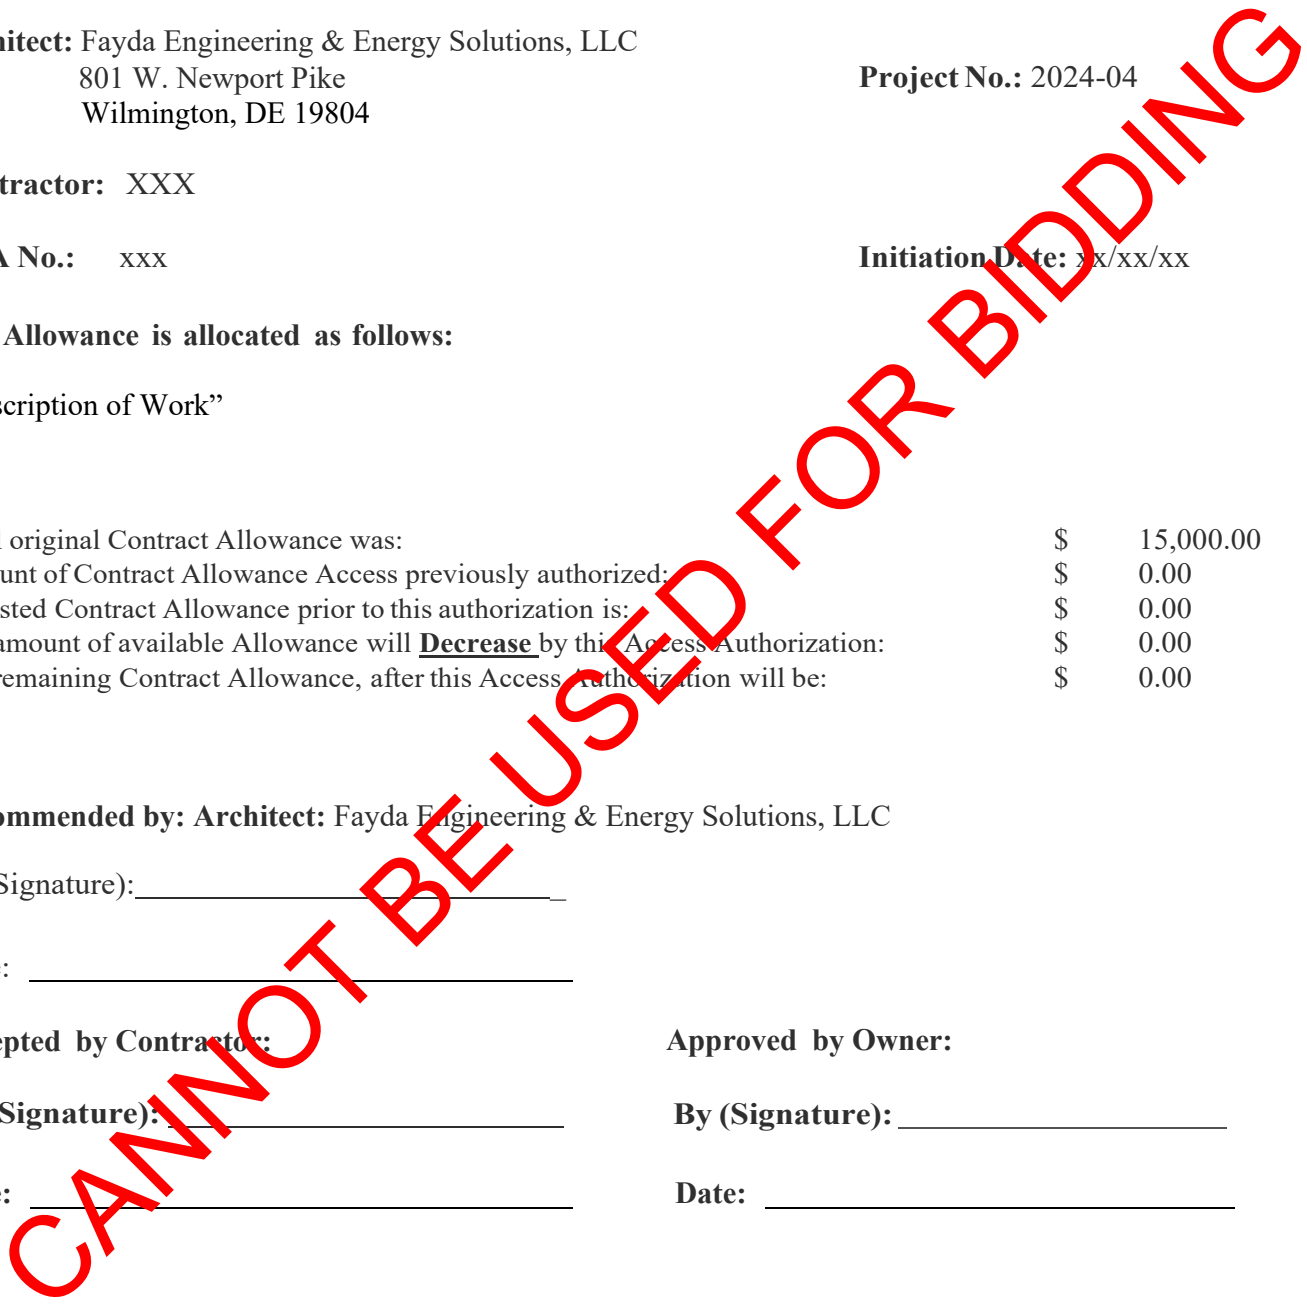 hitect: Fayda Engineering & Energy Solutions, LLC
801 W. Newport Pike
Project No.: 2024-04
Wilmington, DE 19804
tractor: XXX
A No.: xxx
Initiation Date: xx/xx/xx
Allowance is allocated as follows:
scription of Work”
l original Contract Allowance was: $ 15,000.00
unt of Contract Allowance Access previously authorized: $ 0.00
sted Contract Allowance prior to this authorization is: $ 0.00
amount of available Allowance will Decrease by this Access Authorization: $ 0.00
remaining Contract Allowance, after this Access Authorization will be: $ 0.00
ommended by: Architect: Fayda Engineering & Energy Solutions, LLC
Signature):
:
epted by Contractor:
Approved by Owner:
Signature):
By (Signature):
:
Date:
CANNOT BE USED FOR BIDDING